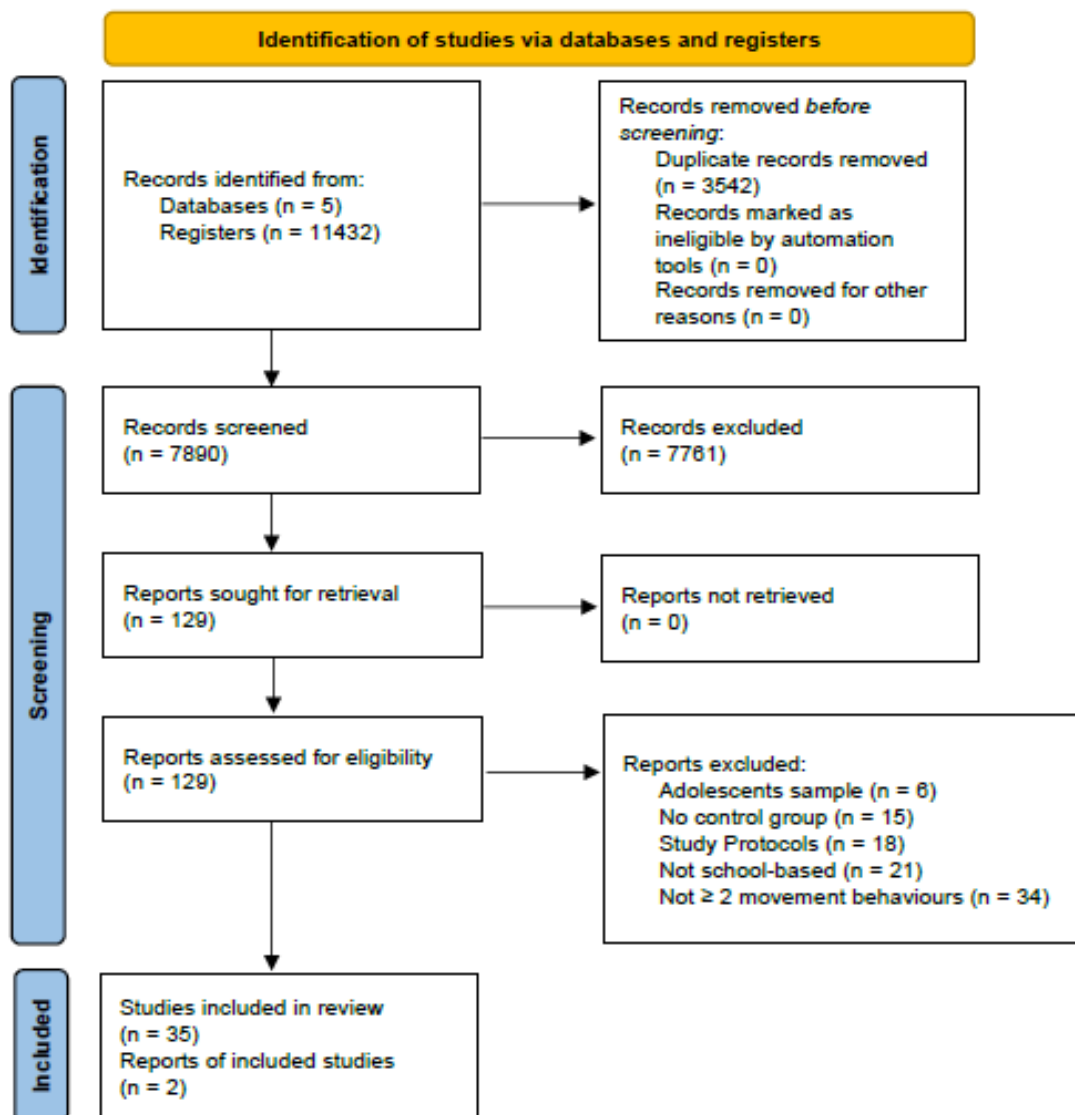 Identification of studies via databases and registers
Identification
Records identified from:
Databases (n = 5)
Registers (n = 11432)
Records removed before
screening:
Duplicate records removed
(n = 3542)
Records marked as
ineligible by automation
tools (n = 0)
Records removed for other
reasons (n = 0)
Screening
Records screened
(n = 7890)
Records excluded
(n = 7761)
Reports sought for retrieval
(n = 129)
Reports not retrieved
(n = 0)
Reports assessed for eligibility
(n = 129)
Reports excluded:
Adolescents sample (n = 6)
No control group (n = 15)
Study Protocols (n = 18)
Not school-based (n = 21)
Not ≥ 2 movement behaviours (n = 34)
Included
Studies included in review
(n = 35)
Reports of included studies
(n = 2)